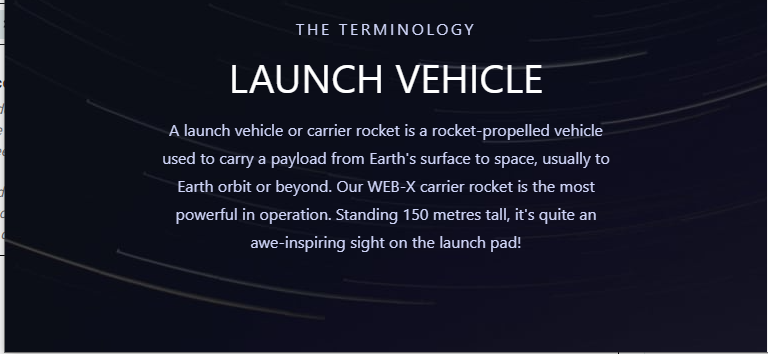 THE TERMINOLOGY
LAUNCH VEHICLE
A launch vehicle or carrier rocket is a rocket-propelled vehicle
used to carry a payload from Earth's surface to space, usually to
Earth orbit or beyond. Our WEB-X carrier rocket is the most
powerful in operation. Standing 150 metres tall, it's quite an
awe-inspiring sight on the launch pad!